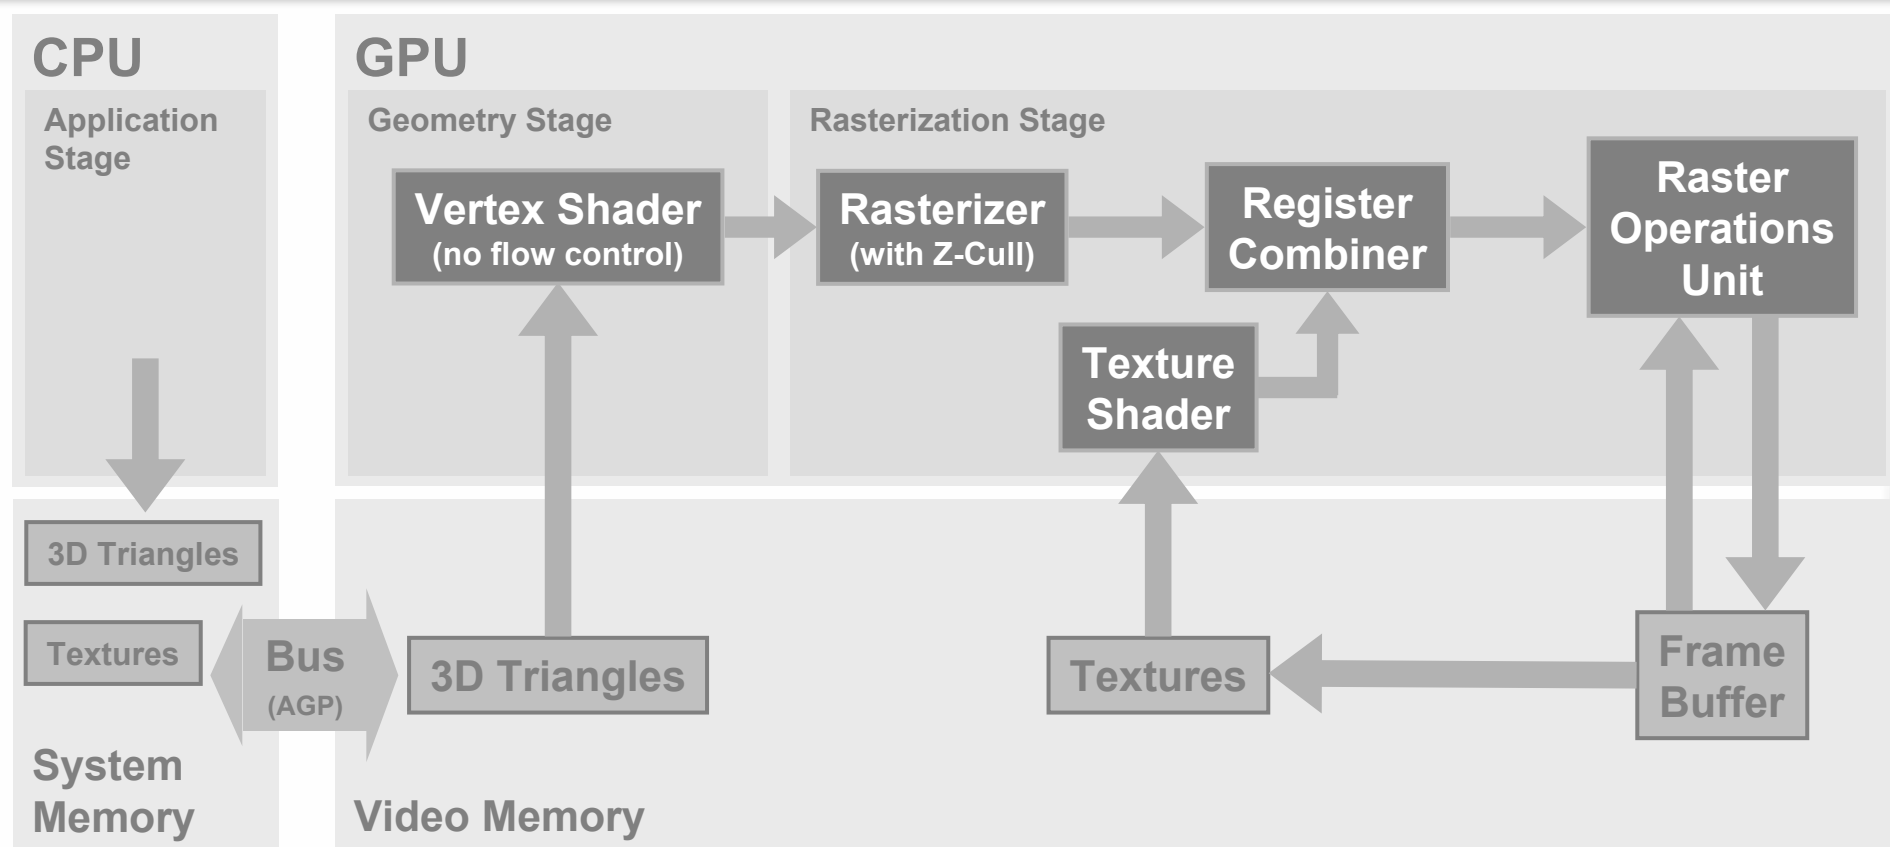 CPU
Application
Stage
GPU
Geometry Stage
Vertex Shader
(no flow control)
Rasterization Stage
Rasterizer
(with Z-Cull)
Register
Combiner
Raster
Operations
Unit
Texture
Shader
3D Triangles
Textures
System
Memory
Bus
(AGP)
3D Triangles
Textures
Frame
Buffer
Video Memory